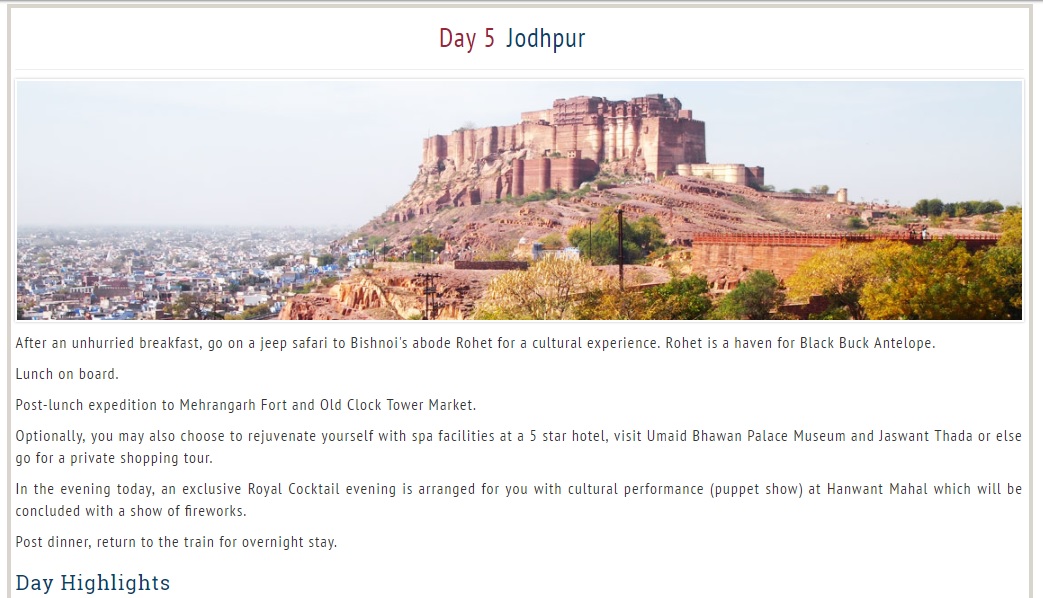 Day 5 Jodhpur
After an unhurried breakfast, go on a jeep safari to Bishnoi's abode Rohet for a cultural experience. Rohet is a haven for Black Buck Antelope.
Lunch on board.
Post-lunch expedition to Mehrangarh Fort and Old Clock Tower Market.
Optionally, you may also choose to rejuvenate yourself with spa facilities at a 5 star hotel, visit Umaid Bhawan Palace Museum and Jaswant Thada or else
go for a private shopping tour.
In the evening today, an exclusive Royal Cocktail evening is arranged for you with cultural performance (puppet show) at Hanwant Mahal which will be
concluded with a show of fireworks.
Post dinner, return to the train for overnight stay.
Day Highlights